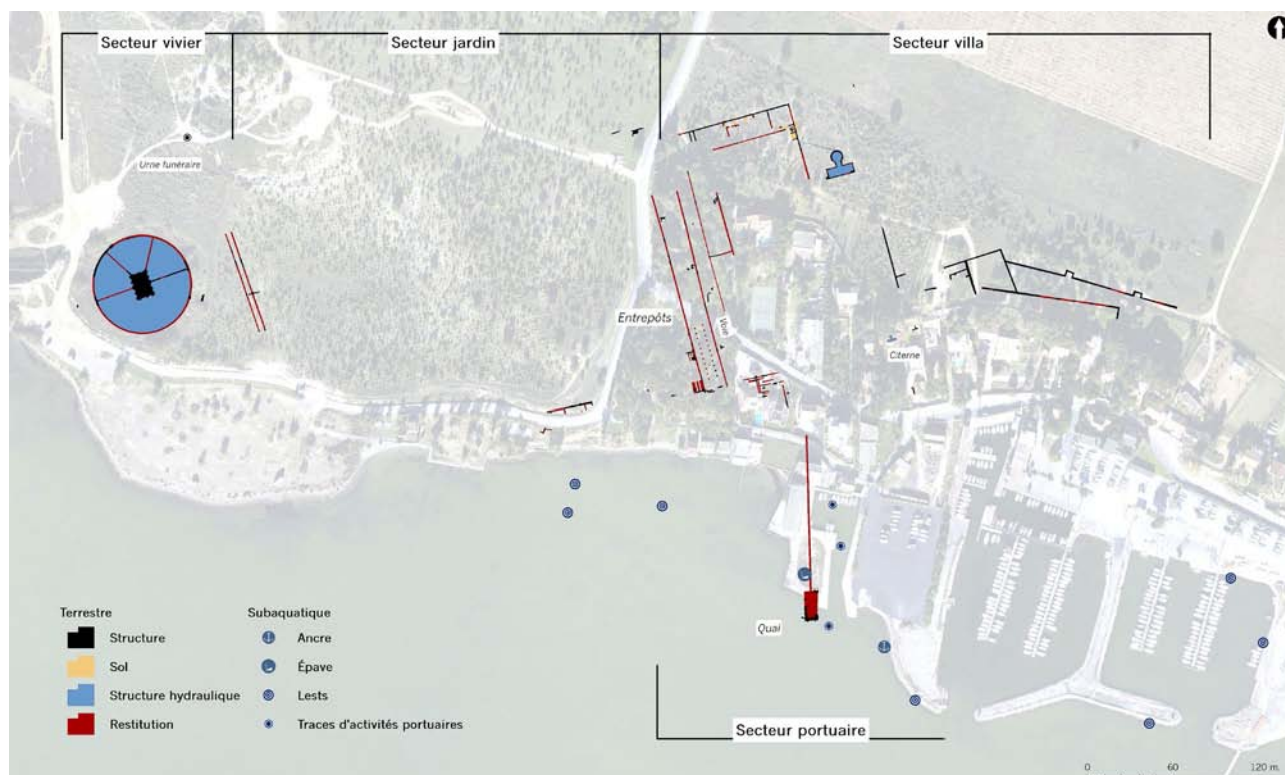 Secteur vivier
Secteur jardin
Secteur villa
Urne funéraire
Entrepôts
Voie
Citerne
Quai
Terrestre
Structure
Sol
Structure hydraulique
Restitution
Subaquatique
Ancre
Épave
Lests
Traces d'activités portuaires
Secteur portuaire
0 60 120 m.